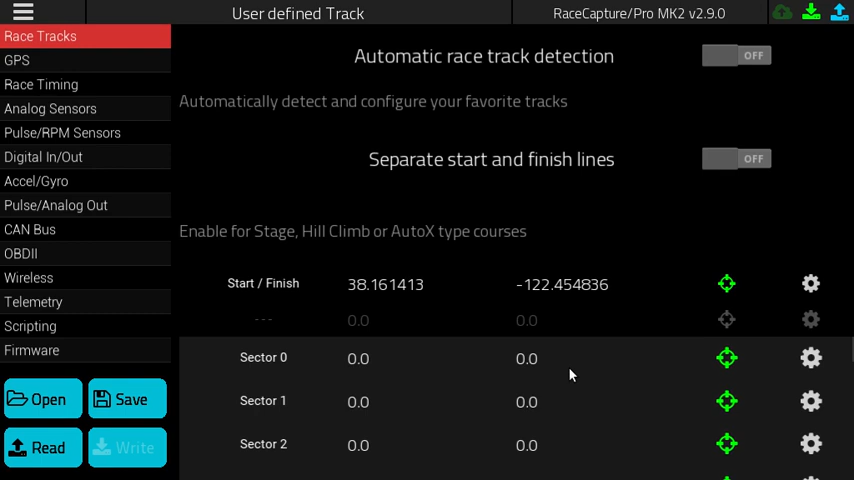 User defined Track
RaceCapture/Pro MK2 v2.9.0
Race Tracks
GPS
Race Timing
Analog Sensors
Pulse/RPM Sensors
Digital In/Out
Accel/Gyro
Pulse/Analog Out
CAN Bus
OBDII
Wireless
Telemetry
Scripting
Firmware
Open
Save
Read
Write
Automatic race track detection OFF
Automatically detect and configure your favorite tracks
Separate start and finish lines OFF
Enable for Stage, Hill Climb or AutoX type courses
Start / Finish 38.161413 -122.454836
--- 0.0 0.0
Sector 0 0.0 0.0
Sector 1 0.0 0.0
Sector 2 0.0 0.0